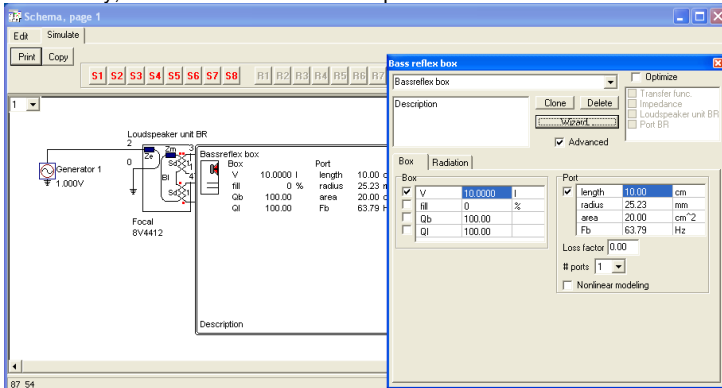 Schema, page 1
Edit Simulate
Print Copy
S1 S2 S3 S4 S5 S6 S7 S8 R1 R2 R3 R4 R5 R6 R7
1
Loudspeaker unit BR
2
Ze Zm 3
0 Sd 1
Bl 4
Sd 1
Generator 1
1.000V
Focal
8V4412
Bassreflex box
Box Port
V 10.0000 l length 10.00 c
fill 0 % radius 25.23 m
Qb 100.00 area 20.00 c
Ql 100.00 Fb 63.79 H
Description
87 54
Bass reflex box
Bassreflex box
Optimize
Description
Clone Delete
Wizard
Advanced
Transfer func.
Impedance
Loudspeaker unit BR
Port BR
Box Radiation
Box
V 10.0000 l
fill 0 %
Qb 100.00
Ql 100.00
Port
length 10.00 cm
radius 25.23 mm
area 20.00 cm^2
Fb 63.79 Hz
Loss factor 0.00
# ports 1
Nonlinear modeling